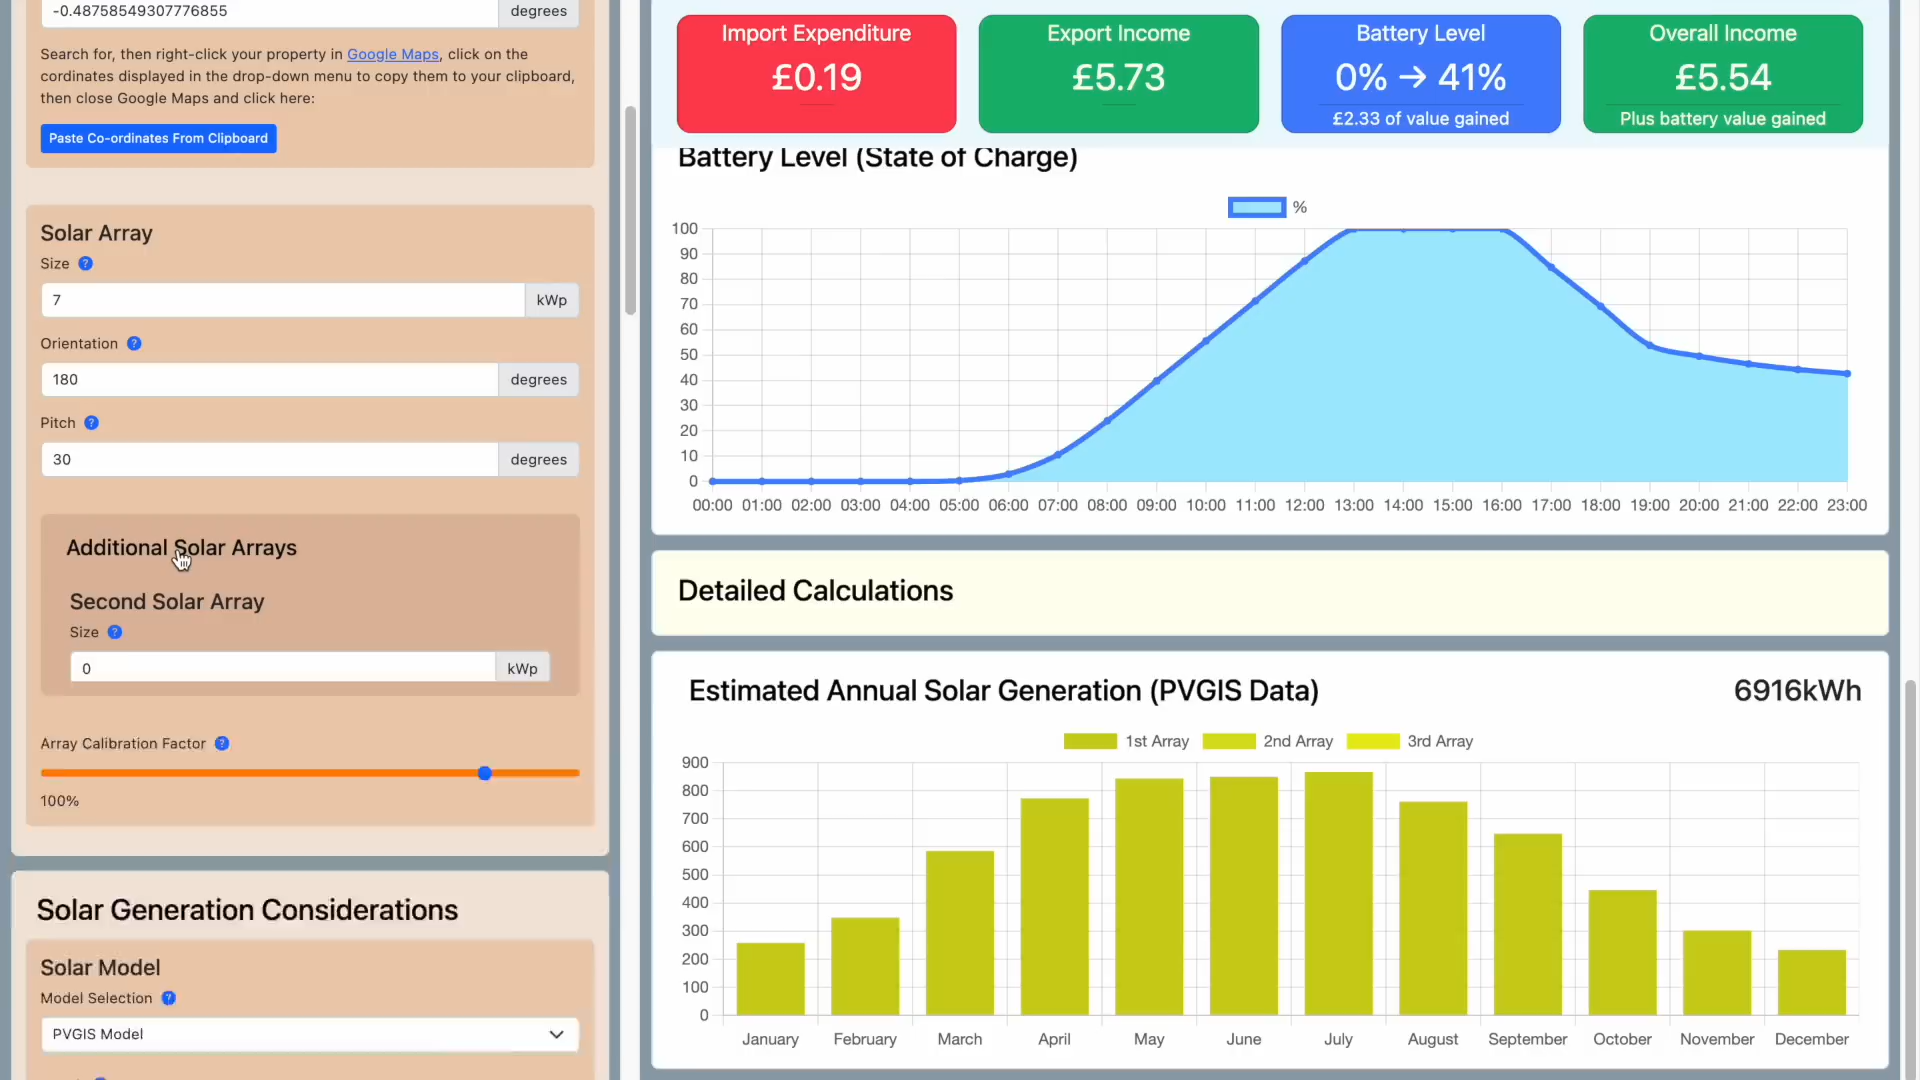 -0.48758549307776855
degrees
Search for, then right-click your property in Google Maps, click on the
cordinates displayed in the drop-down menu to copy them to your clipboard,
then close Google Maps and click here:
Paste Co-ordinates From Clipboard
Solar Array
Size ?
7
kWp
Orientation ?
180
degrees
Pitch ?
30
degrees
Additional Solar Arrays
Second Solar Array
Size ?
0
kWp
Array Calibration Factor ?
100%
Solar Generation Considerations
Solar Model
Model Selection ?
PVGIS Model
Import Expenditure
£0.19
Export Income
£5.73
Battery Level
0% → 41%
£2.33 of value gained
Overall Income
£5.54
Plus battery value gained
Battery Level (State of Charge)
%
100
90
80
70
60
50
40
30
20
10
0
00:00 01:00 02:00 03:00 04:00 05:00 06:00 07:00 08:00 09:00 10:00 11:00 12:00 13:00 14:00 15:00 16:00 17:00 18:00 19:00 20:00 21:00 22:00 23:00
Detailed Calculations
Estimated Annual Solar Generation (PVGIS Data)
6916kWh
1st Array 2nd Array 3rd Array
900
800
700
600
500
400
300
200
100
0
January February March April May June July August September October November December